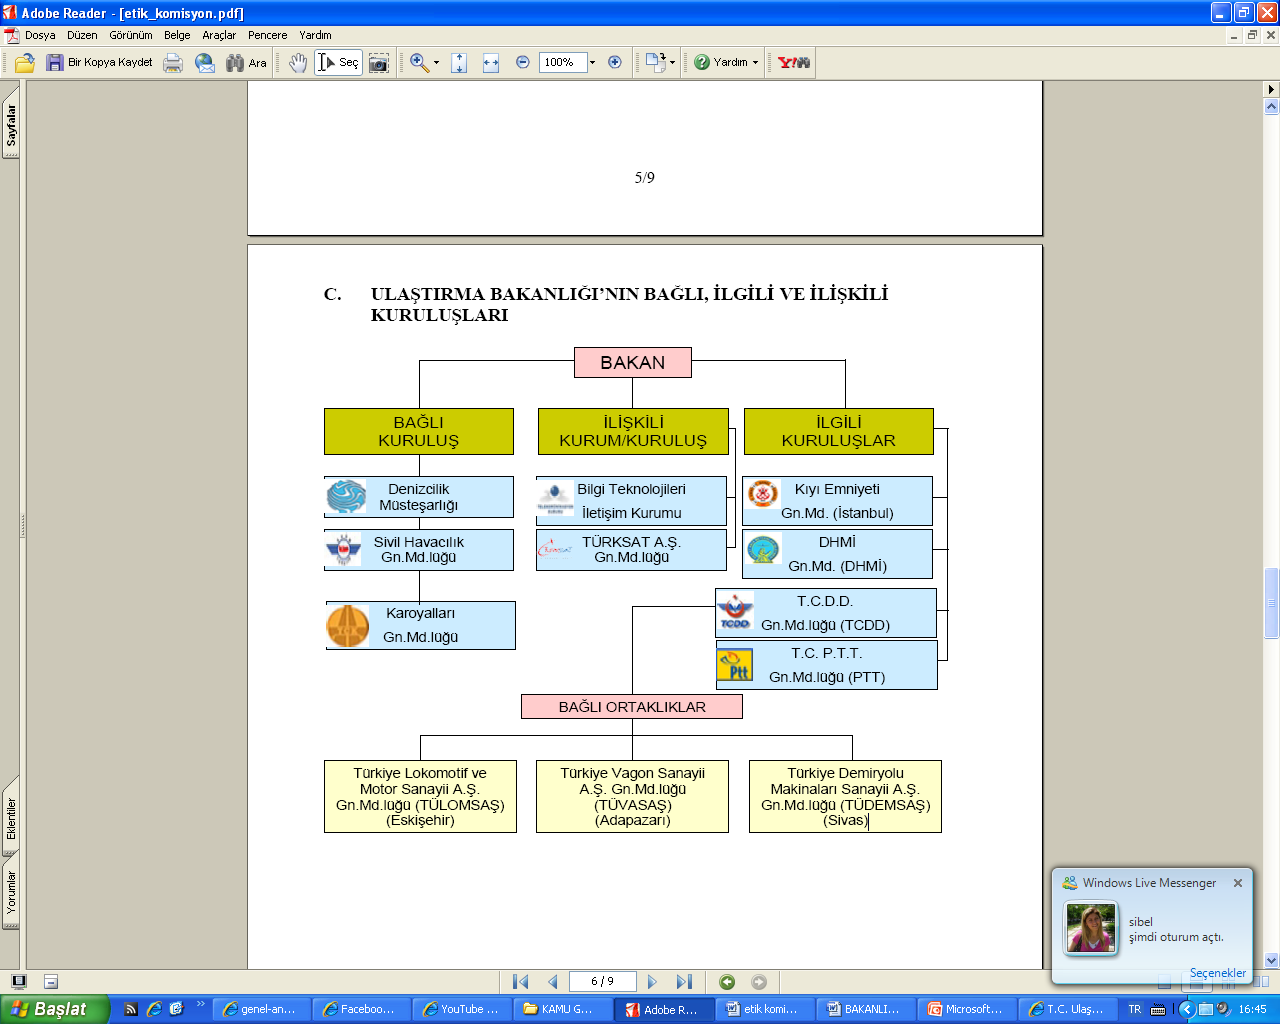 Adobe Reader - [etik_komisyon.pdf]
Dosya Düzen Görünüm Belge Araçlar Pencere Yardım
Bir Kopya Kaydet Ara Seç 100% Yardım Y!
Sayfalar
5/9
C. ULAŞTIRMA BAKANLIĞI’NIN BAĞLI, İLGİLİ VE İLİŞKİLİ
KURULUŞLARI
BAKAN
BAĞLI
KURULUŞ
İLİŞKİLİ
KURUM/KURULUŞ
İLGİLİ
KURULUŞLAR
Denizcilik
Müsteşarlığı
Bilgi Teknolojileri
İletişim Kurumu
Kıyı Emniyeti
Gn.Md. (İstanbul)
Sivil Havacılık
Gn.Md.lüğü
TÜRKSAT A.Ş.
Gn.Md.lüğü
DHMİ
Gn.Md. (DHMİ)
Karoyalları
Gn.Md.lüğü
TCDD
T.C.D.D.
Gn.Md.lüğü (TCDD)
Ptt
T.C. P.T.T.
Gn.Md.lüğü (PTT)
BAĞLI ORTAKLIKLAR
Türkiye Lokomotif ve
Motor Sanayii A.Ş.
Gn.Md.lüğü (TÜLOMSAŞ)
(Eskişehir)
Türkiye Vagon Sanayii
A.Ş. Gn.Md.lüğü
(TÜVASAŞ)
(Adapazarı)
Türkiye Demiryolu
Makinaları Sanayii A.Ş.
Gn.Md.lüğü (TÜDEMSAŞ)
(Sivas)
Eklentiler
Yorumlar
Windows Live Messenger
sibel
şimdi oturum açtı.
Seçenekler
6 / 9
Başlat genel-an... Faceboo... YouTube ... KAMU G... Adobe R... etik komi... BAKANLI... Microsoft... T.C. Ulaş... TR 16:45